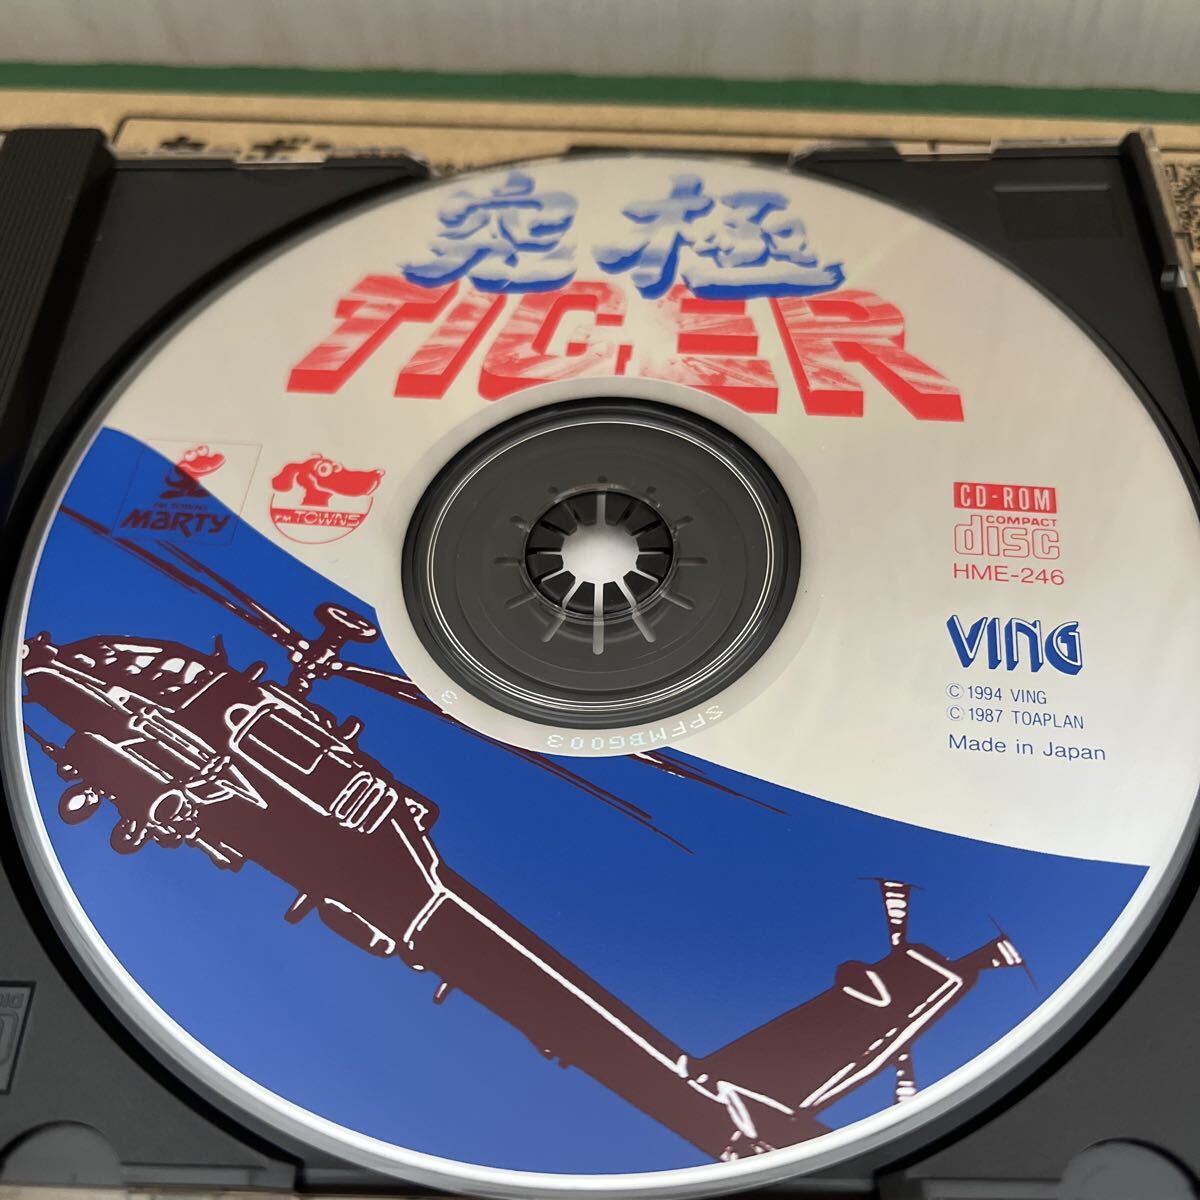 究極
TIGER
FM TOWNS
MARTY
FM TOWNS
CD-ROM
COMPACT
disc
HME-246
VING
© 1994 VING
© 1987 TOAPLAN
Made in Japan
SPFMBG003
3